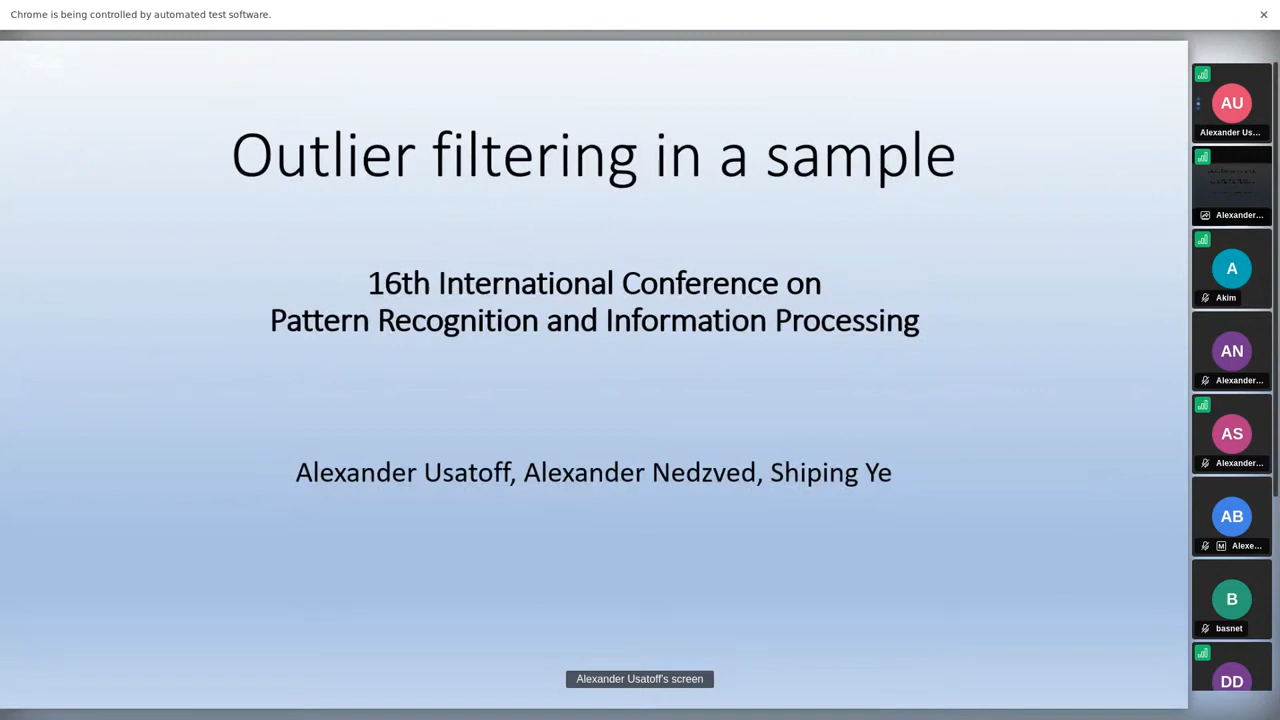 Chrome is being controlled by automated test software.
Outlier filtering in a sample
16th International Conference on
Pattern Recognition and Information Processing
Alexander Usatoff, Alexander Nedzved, Shiping Ye
Alexander Usatoff's screen
AU
Alexander Us...
Alexander...
A
Akim
AN
Alexander...
AS
Alexander...
AB
M
Alexe...
B
basnet
DD